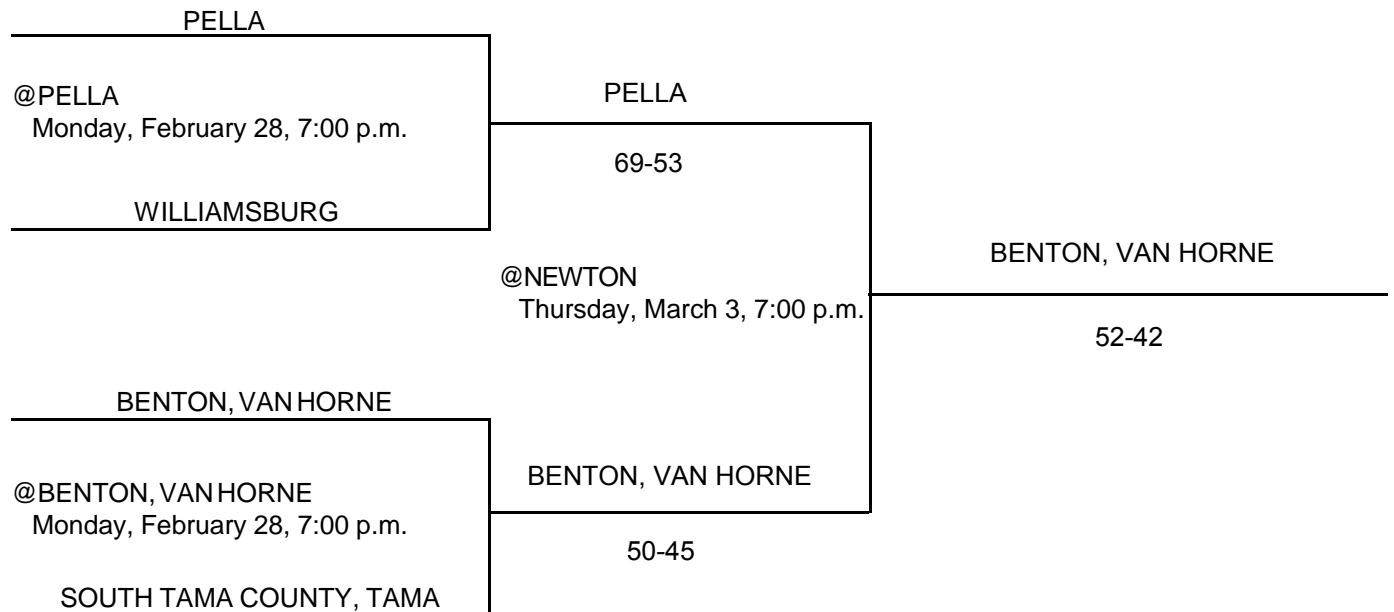 PELLA
@PELLA
Monday, February 28, 7:00 p.m.
WILLIAMSBURG
PELLA
69-53
@NEWTON
Thursday, March 3, 7:00 p.m.
BENTON, VAN HORNE
52-42
BENTON, VAN HORNE
@BENTON, VAN HORNE
Monday, February 28, 7:00 p.m.
SOUTH TAMA COUNTY, TAMA
BENTON, VAN HORNE
50-45